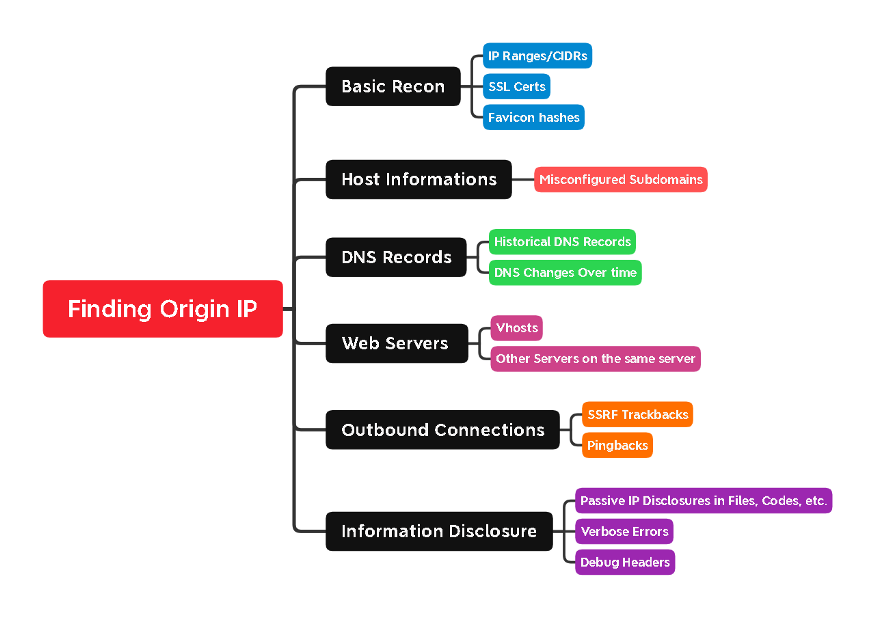 Finding Origin IP
Basic Recon
IP Ranges/CIDRs
SSL Certs
Favicon hashes
Host Informations
Misconfigured Subdomains
DNS Records
Historical DNS Records
DNS Changes Over time
Web Servers
Vhosts
Other Servers on the same server
Outbound Connections
SSRF Trackbacks
Pingbacks
Information Disclosure
Passive IP Disclosures in Files, Codes, etc.
Verbose Errors
Debug Headers